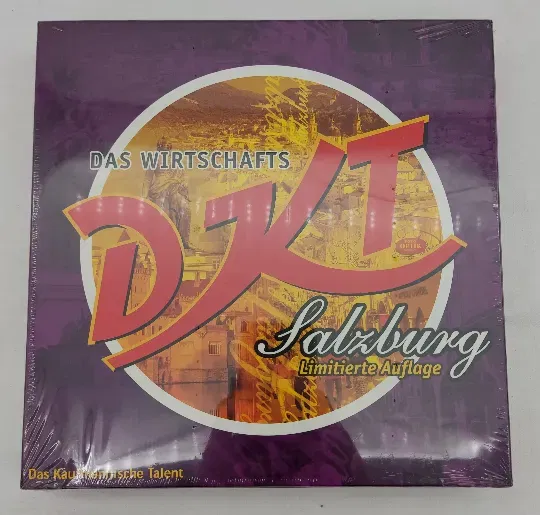 DAS WIRTSCHAFTS
DKT
Salzburg
Limitierte Auflage
Das Kaufmännische Talent